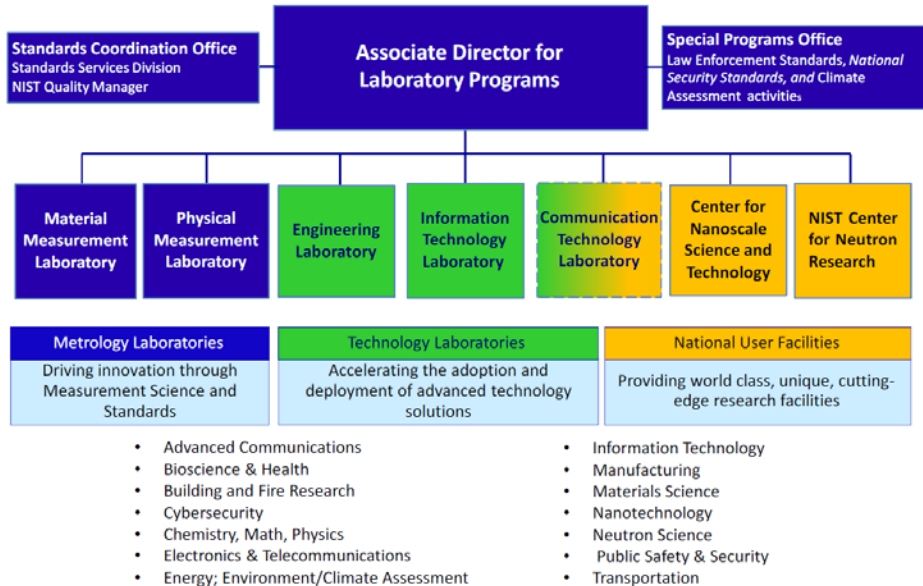 Standards Coordination Office
Standards Services Division
NIST Quality Manager
Associate Director for
Laboratory Programs
Special Programs Office
Law Enforcement Standards, National
Security Standards, and Climate
Assessment activities
Material
Measurement
Laboratory
Physical
Measurement
Laboratory
Engineering
Laboratory
Information
Technology
Laboratory
Communication
Technology
Laboratory
Center for
Nanoscale
Science and
Technology
NIST Center
for Neutron
Research
Metrology Laboratories
Driving innovation through
Measurement Science and
Standards
Technology Laboratories
Accelerating the adoption and
deployment of advanced technology
solutions
National User Facilities
Providing world class, unique, cutting-
edge research facilities
• Advanced Communications
• Bioscience & Health
• Building and Fire Research
• Cybersecurity
• Chemistry, Math, Physics
• Electronics & Telecommunications
• Energy; Environment/Climate Assessment
• Information Technology
• Manufacturing
• Materials Science
• Nanotechnology
• Neutron Science
• Public Safety & Security
• Transportation